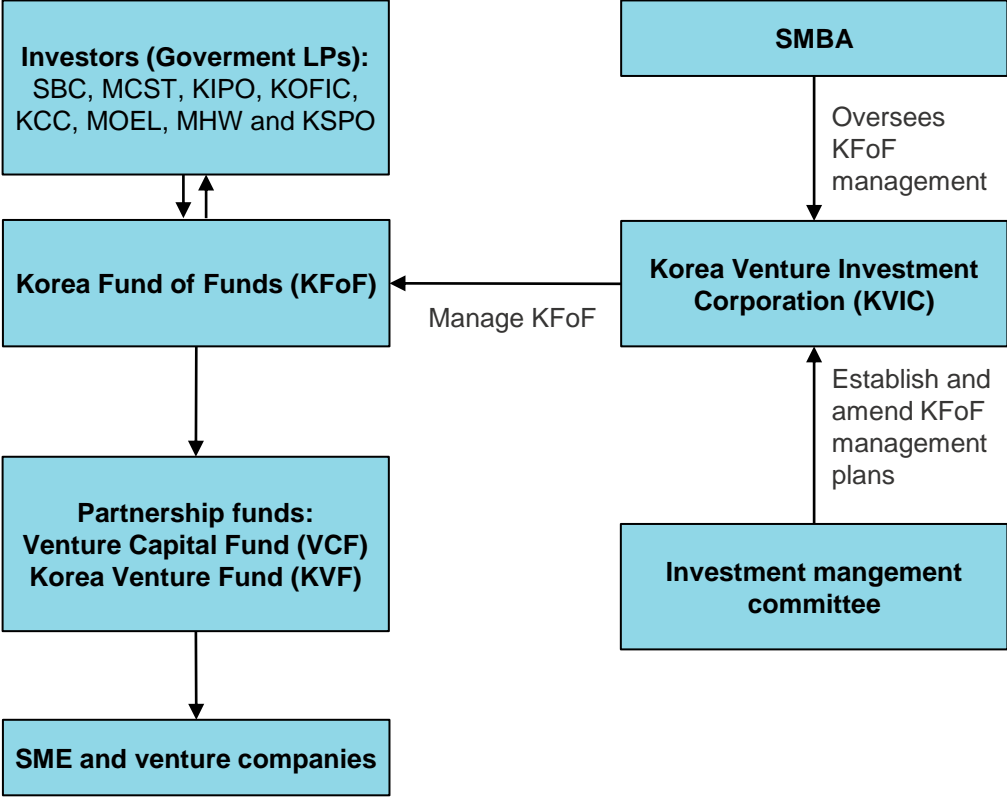 Investors (Goverment LPs):
SBC, MCST, KIPO, KOFIC,
KCC, MOEL, MHW and KSPO
SMBA
Oversees
KFoF
management
Korea Fund of Funds (KFoF)
Manage KFoF
Korea Venture Investment
Corporation (KVIC)
Establish and
amend KFoF
management
plans
Partnership funds:
Venture Capital Fund (VCF)
Korea Venture Fund (KVF)
Investment mangement
committee
SME and venture companies